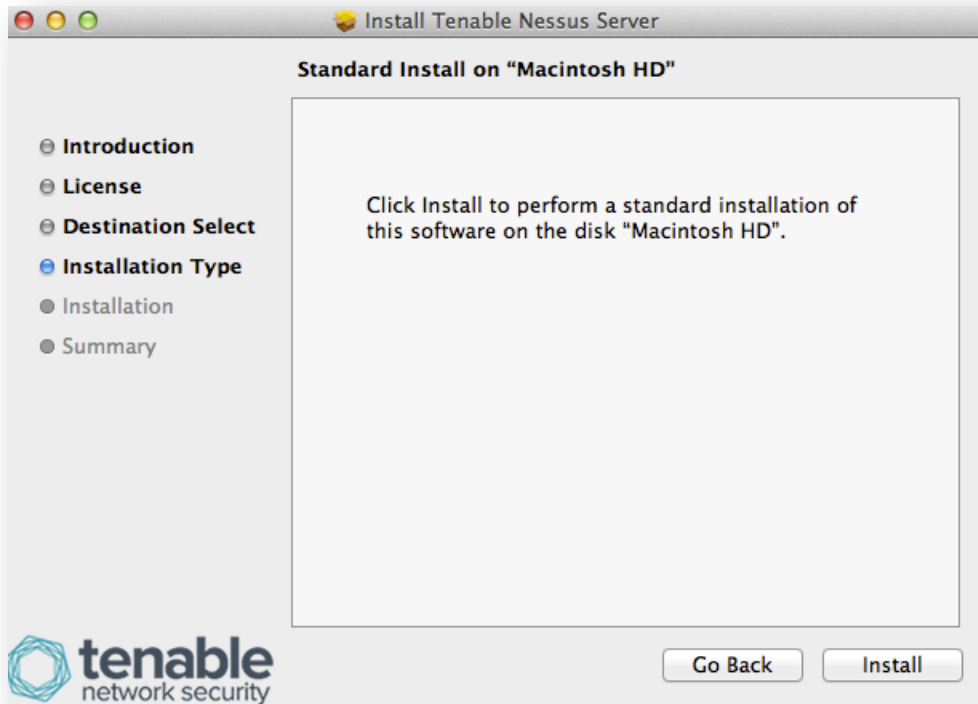 Install Tenable Nessus Server
Standard Install on “Macintosh HD”
Introduction
License
Destination Select
Installation Type
Installation
Summary
Click Install to perform a standard installation of
this software on the disk “Macintosh HD”.
tenable
network security
Go Back
Install